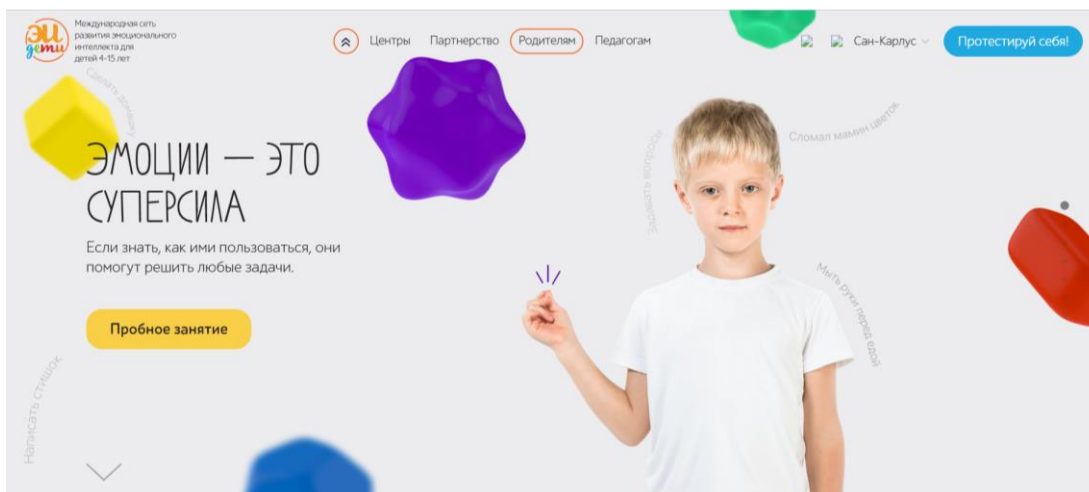 ЭИ
дети
Международная сеть
развития эмоционального
интеллекта для
детей 4-15 лет
Центры
Партнерство
Родителям
Педагогам
Сан-Карлус
Протестируй себя!
Сделать домашку
ЭМОЦИИ — ЭТО
СУПЕРСИЛА
Если знать, как ими пользоваться, они
помогут решить любые задачи.
Пробное занятие
Написать стишок
Задавать вопросы
Сломал мамин цветок
Мыть руки перед едой